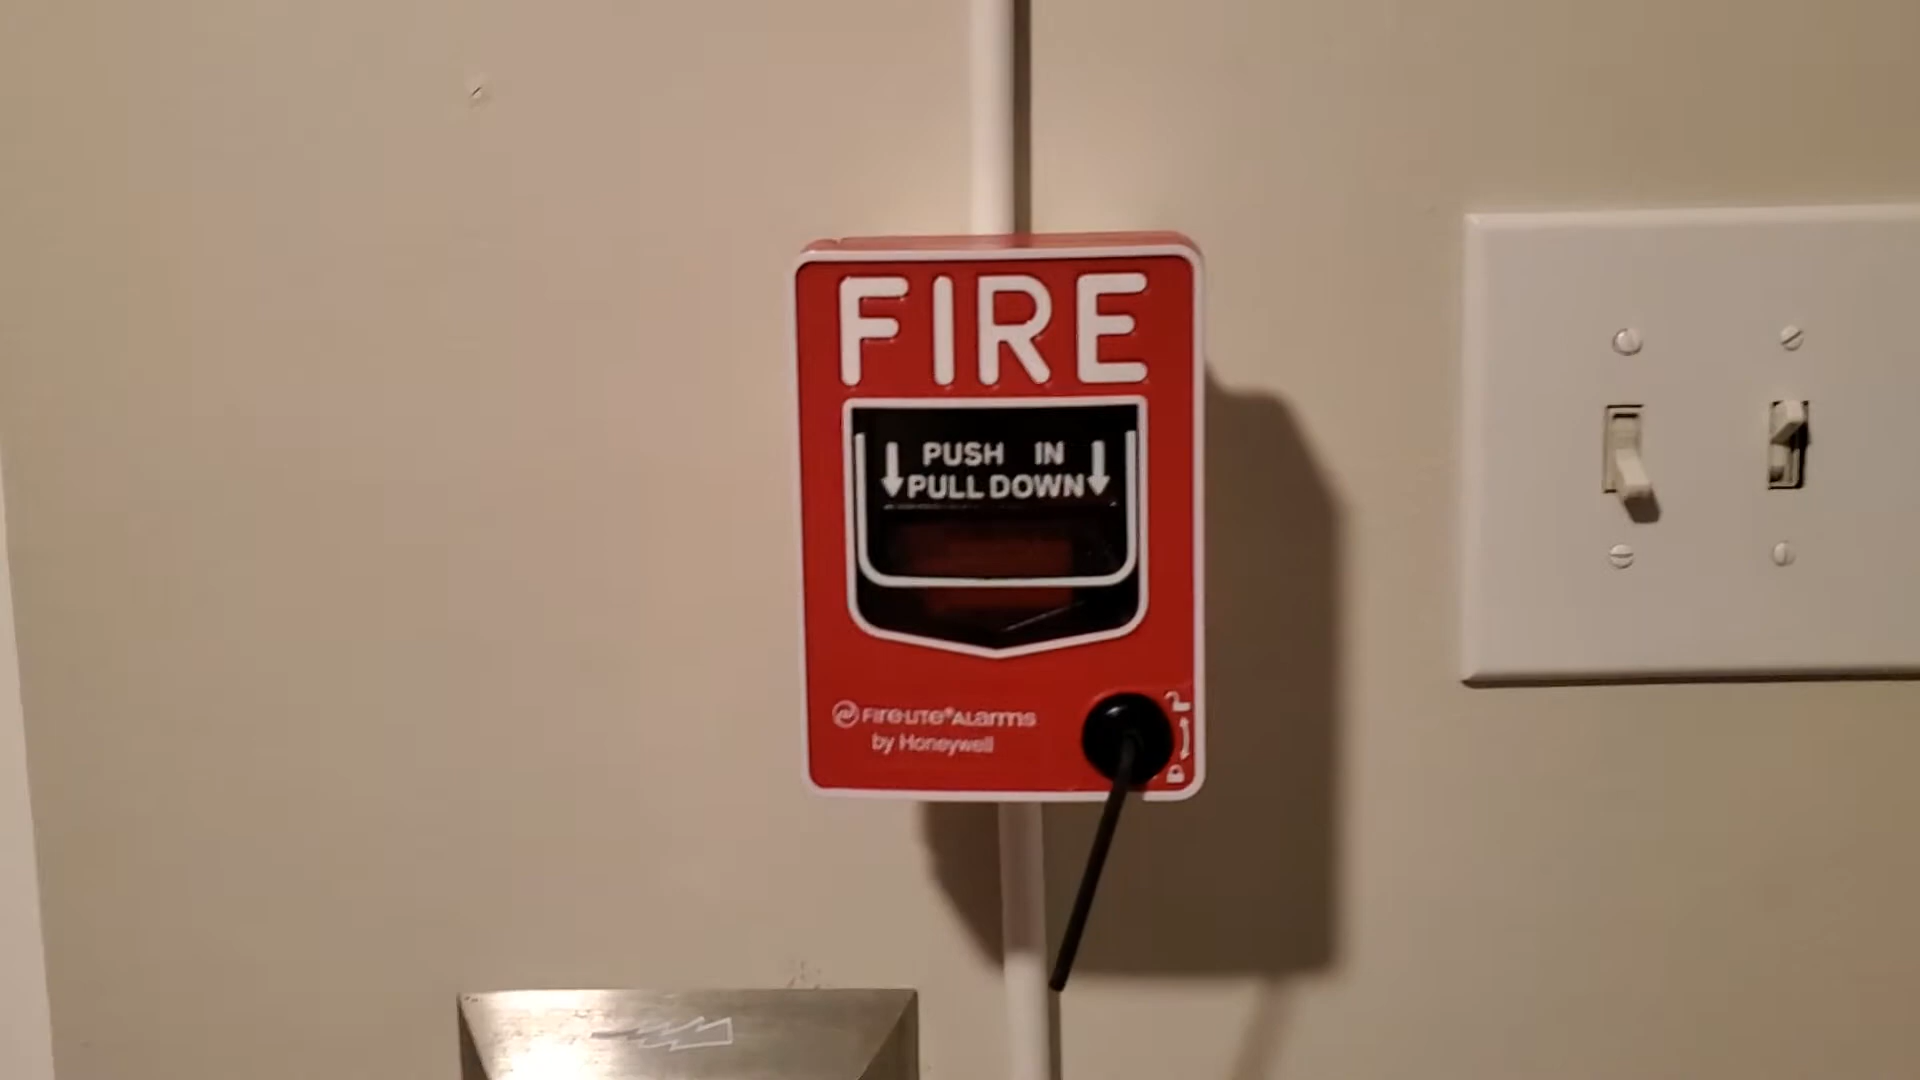 FIRE
PUSH IN
PULL DOWN
FIRE-LITE® ALARMS
by Honeywell